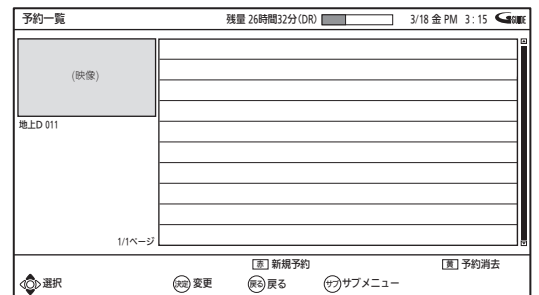 予約一覧 残量 26時間32分(DR) 3/18 金 PM 3:15 GGUIDE
(映像)
地上D 011
1/1ページ
赤 新規予約 黄 予約消去
選択 決定 変更 戻る 戻る サブ サブメニュー